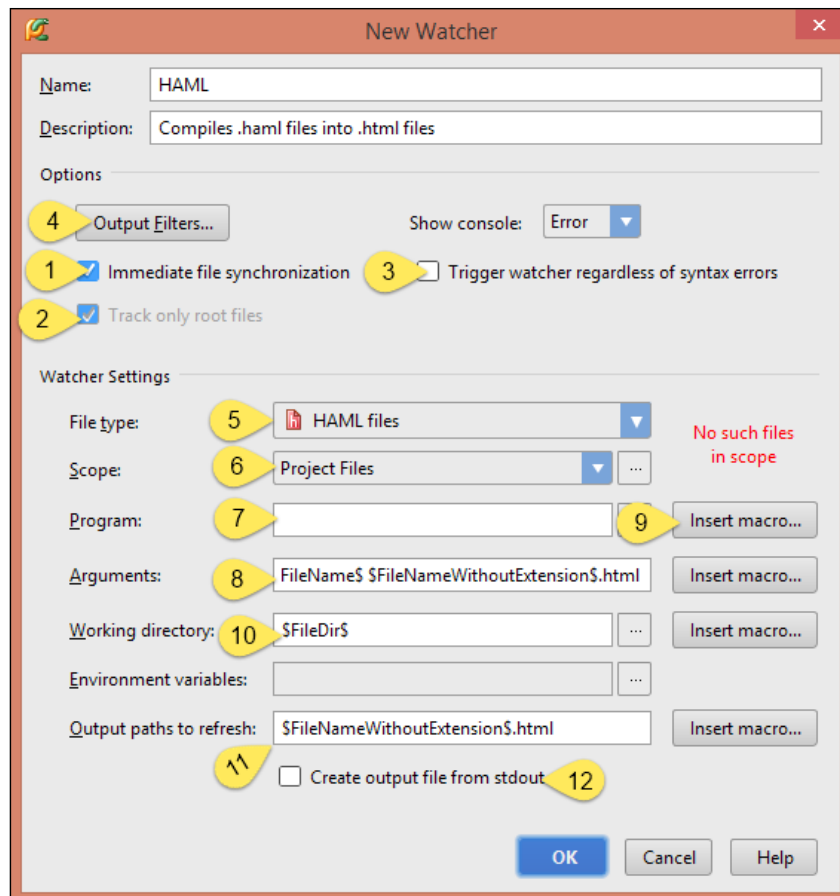 New Watcher
Name: HAML
Description: Compiles .haml files into .html files
Options
4 Output Filters... Show console: Error
1 Immediate file synchronization 3 Trigger watcher regardless of syntax errors
2 Track only root files
Watcher Settings
File type: 5 HAML files No such files
Scope: 6 Project Files ... in scope
Program: 7 9 Insert macro...
Arguments: 8 FileName$ $FileNameWithoutExtension$.html Insert macro...
Working directory: 10 $FileDir$ ... Insert macro...
Environment variables: ...
Output paths to refresh: $FileNameWithoutExtension$.html Insert macro...
11 Create output file from stdout 12
OK Cancel Help